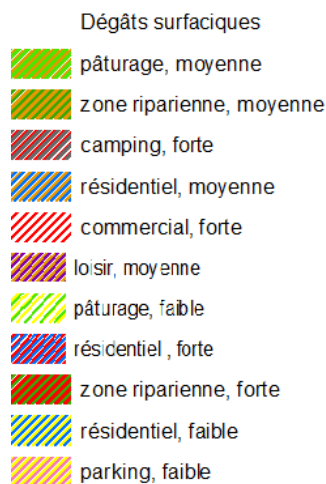 Dégâts surfaciques
pâturage, moyenne
zone riparienne, moyenne
camping, forte
résidentiel, moyenne
commercial, forte
loisir, moyenne
pâturage, faible
résidentiel , forte
zone riparienne, forte
résidentiel, faible
parking, faible